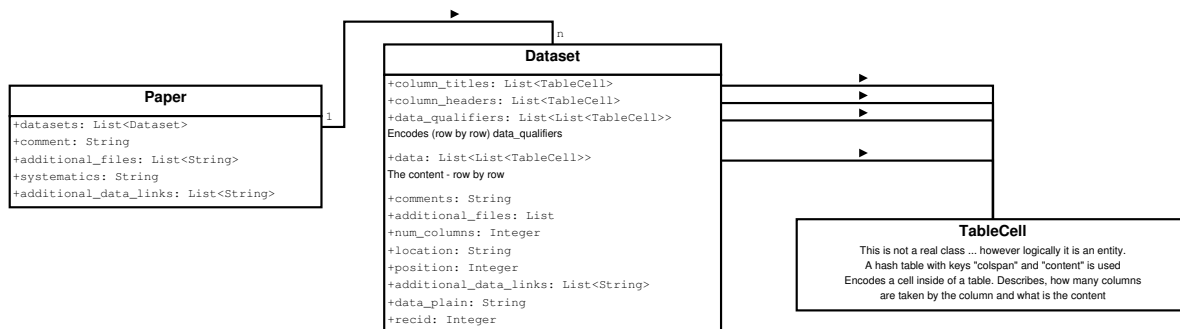 n
Dataset
+column_titles: List<TableCell>
+column_headers: List<TableCell>
+data_qualifiers: List<List<TableCell>>
Encodes (row by row) data_qualifiers
+data: List<List<TableCell>>
The content - row by row
+comments: String
+additional_files: List
+num_columns: Integer
+location: String
+position: Integer
+additional_data_links: List<String>
+data_plain: String
+recid: Integer
Paper
1
+datasets: List<Dataset>
+comment: String
+additional_files: List<String>
+systematics: String
+additional_data_links: List<String>
TableCell
This is not a real class ... however logically it is an entity.
A hash table with keys "colspan" and "content" is used
Encodes a cell inside of a table. Describes, how many columns
are taken by the column and what is the content